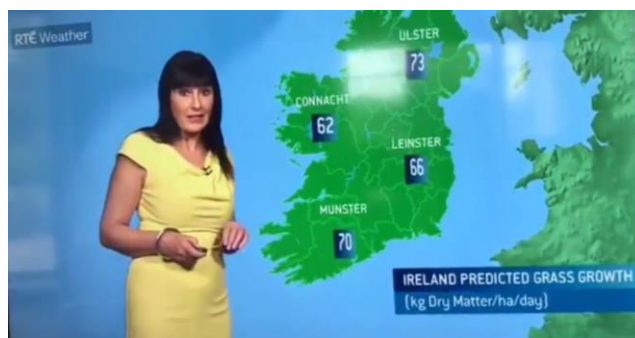 RTÉ Weather
ULSTER
73
CONNACHT
62
LEINSTER
66
MUNSTER
70
IRELAND PREDICTED GRASS GROWTH
(kg Dry Matter/ha/day)